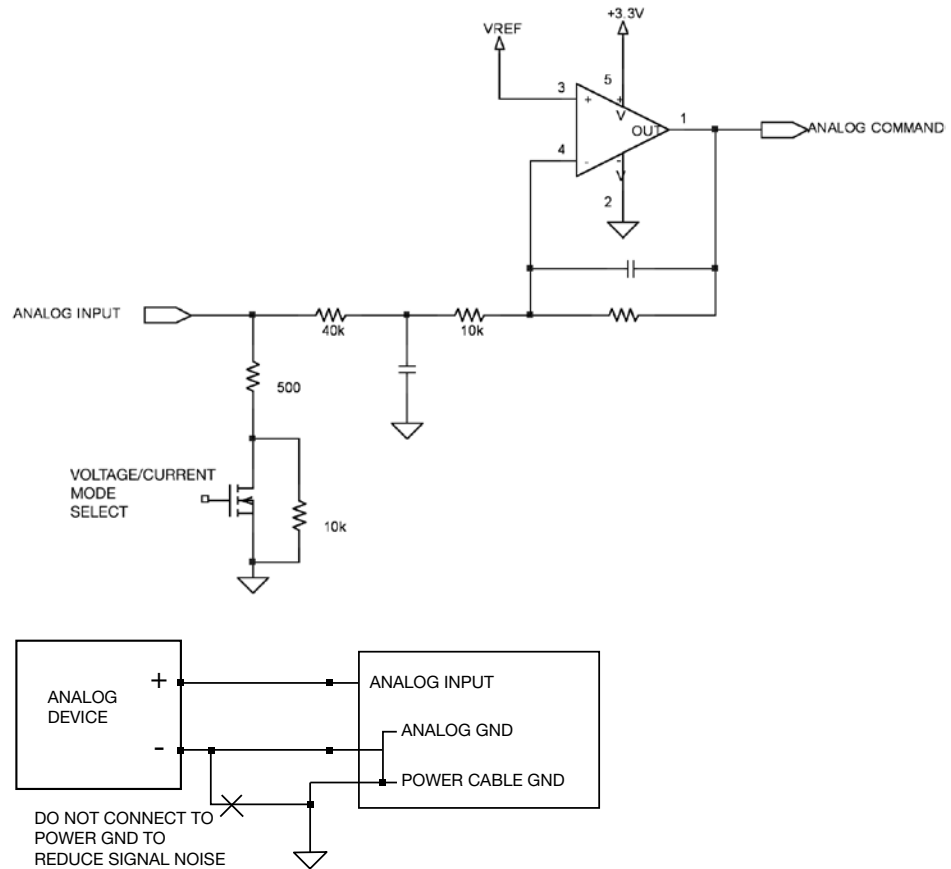 +3.3V
VREF
5
3
+
+
V
1
OUT
ANALOG COMMAND
4
-
-
V
2
ANALOG INPUT
40k
10k
500
VOLTAGE/CURRENT
MODE
SELECT
10k
ANALOG
DEVICE
+
-
ANALOG INPUT
ANALOG GND
POWER CABLE GND
DO NOT CONNECT TO
POWER GND TO
REDUCE SIGNAL NOISE